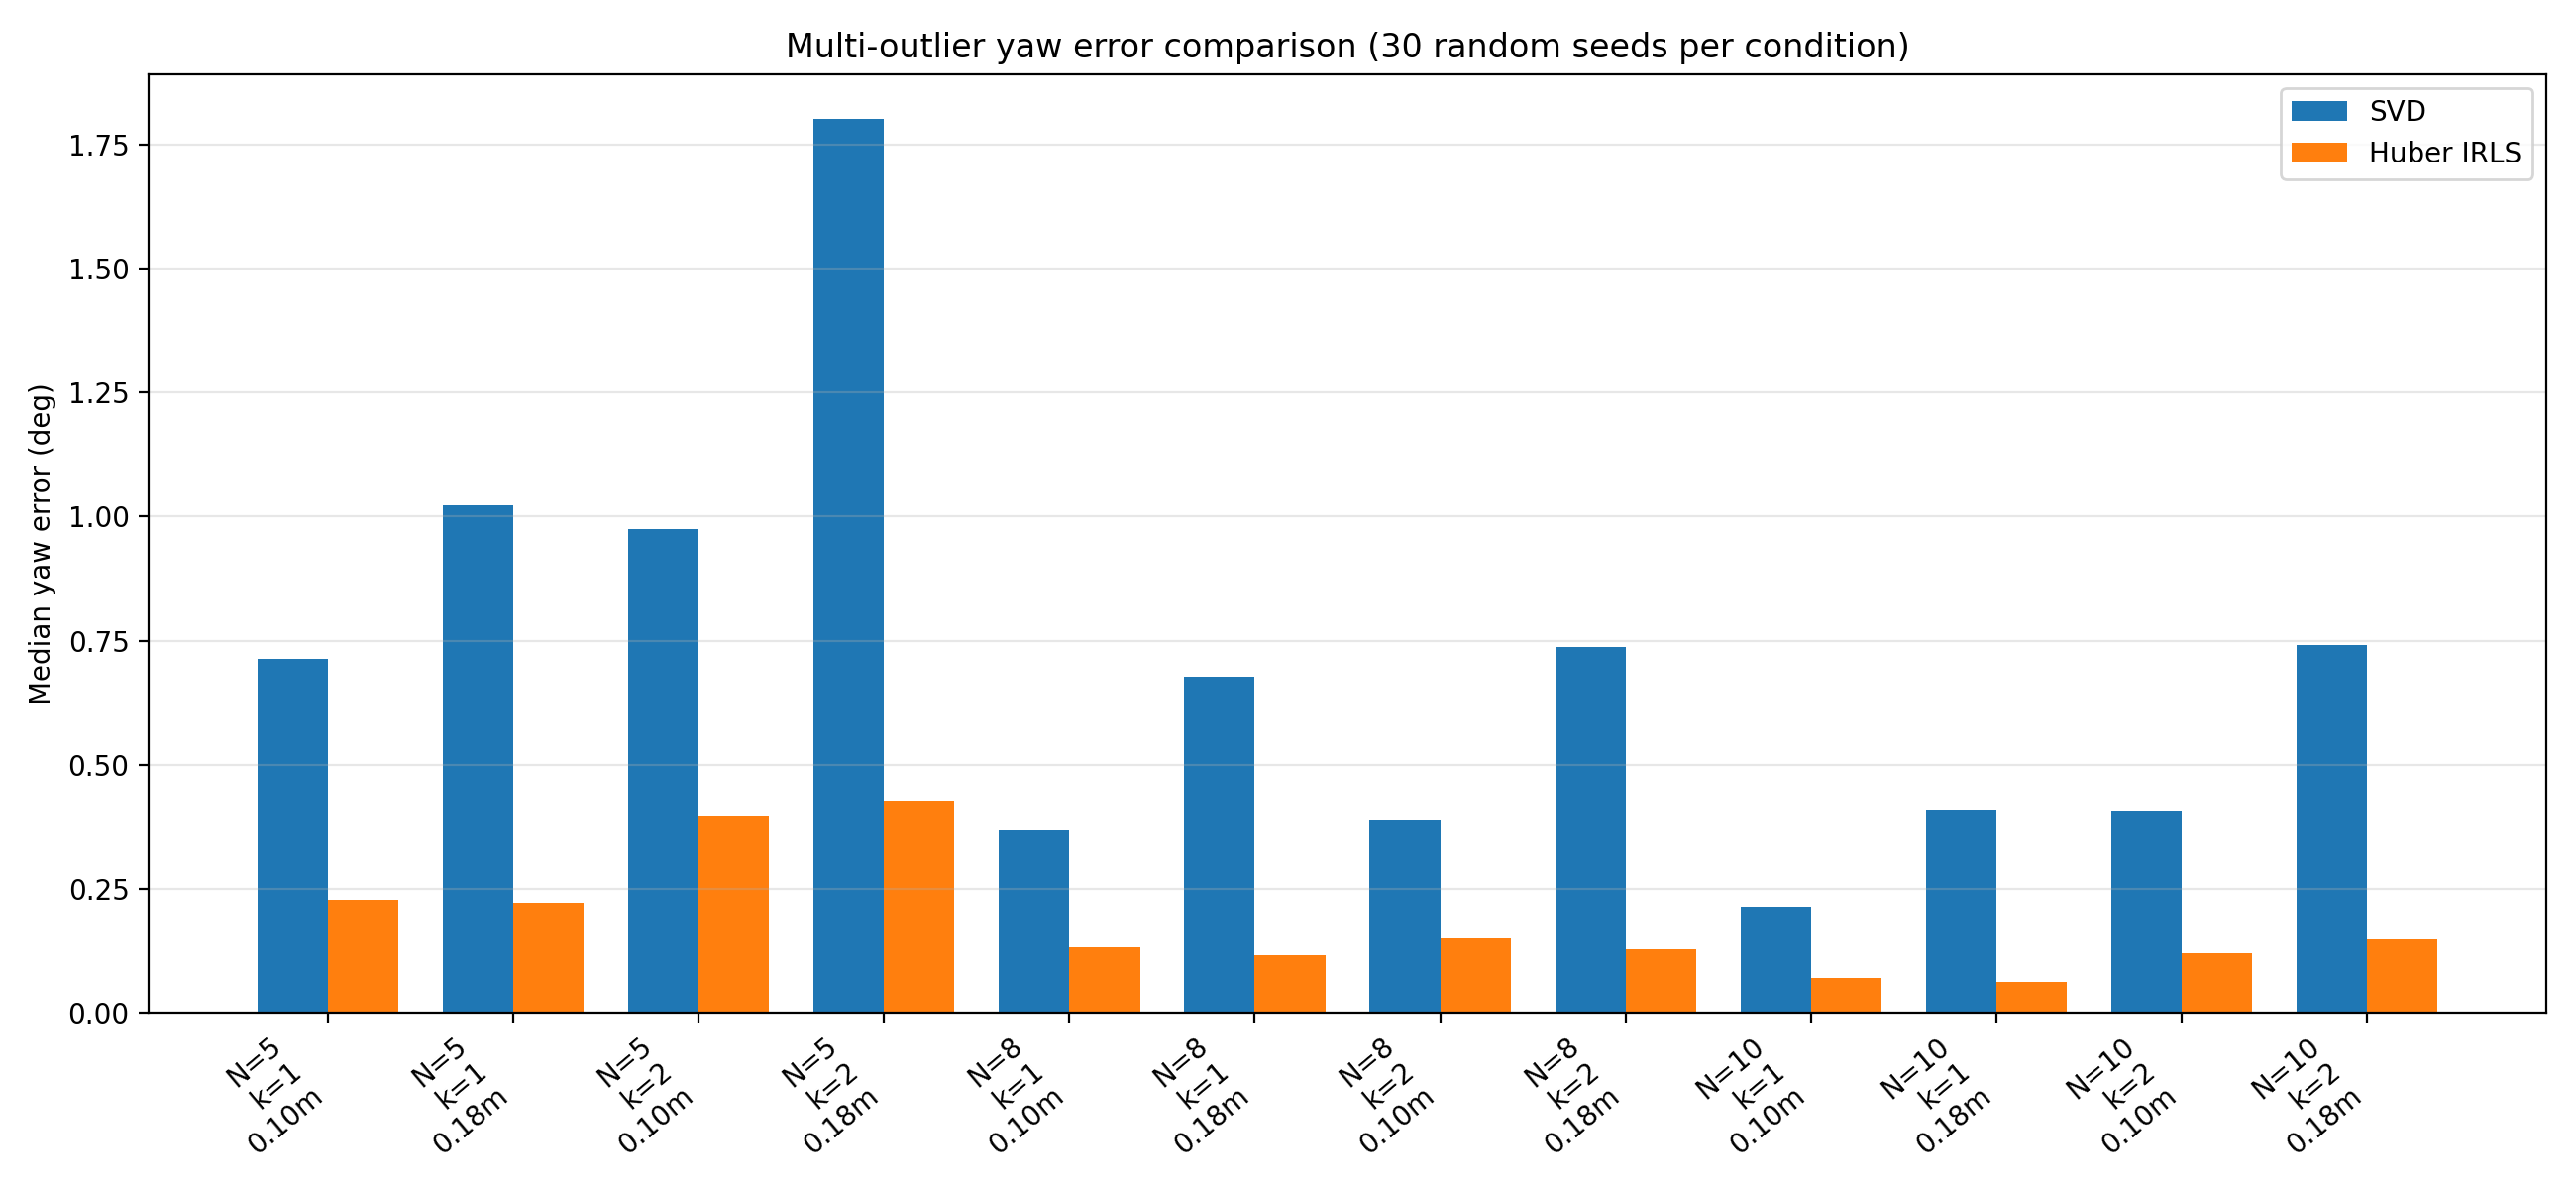 Multi-outlier yaw error comparison (30 random seeds per condition)
SVD
Huber IRLS
Median yaw error (deg)
1.75
1.50
1.25
1.00
0.75
0.50
0.25
0.00
N=5
k=1
0.10m
N=5
k=1
0.18m
N=5
k=2
0.10m
N=5
k=2
0.18m
N=8
k=1
0.10m
N=8
k=1
0.18m
N=8
k=2
0.10m
N=8
k=2
0.18m
N=10
k=1
0.10m
N=10
k=1
0.18m
N=10
k=2
0.10m
N=10
k=2
0.18m